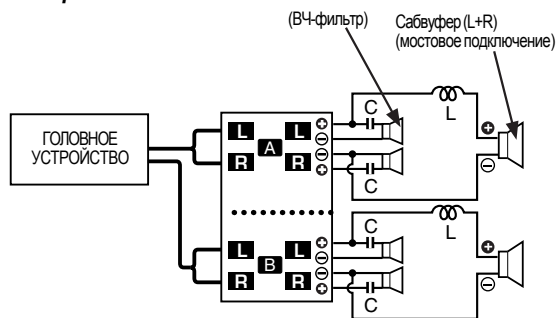 (ВЧ-фильтр)
Сабвуфер (L+R)
(мостовое подключение)
ГОЛОВНОЕ
УСТРОЙСТВО
L L ⊕ C L ⊕
⊖
A
R R ⊖
⊕ C ⊖
L L ⊕ C L ⊕
⊖
B
R R ⊖
⊕ C ⊖